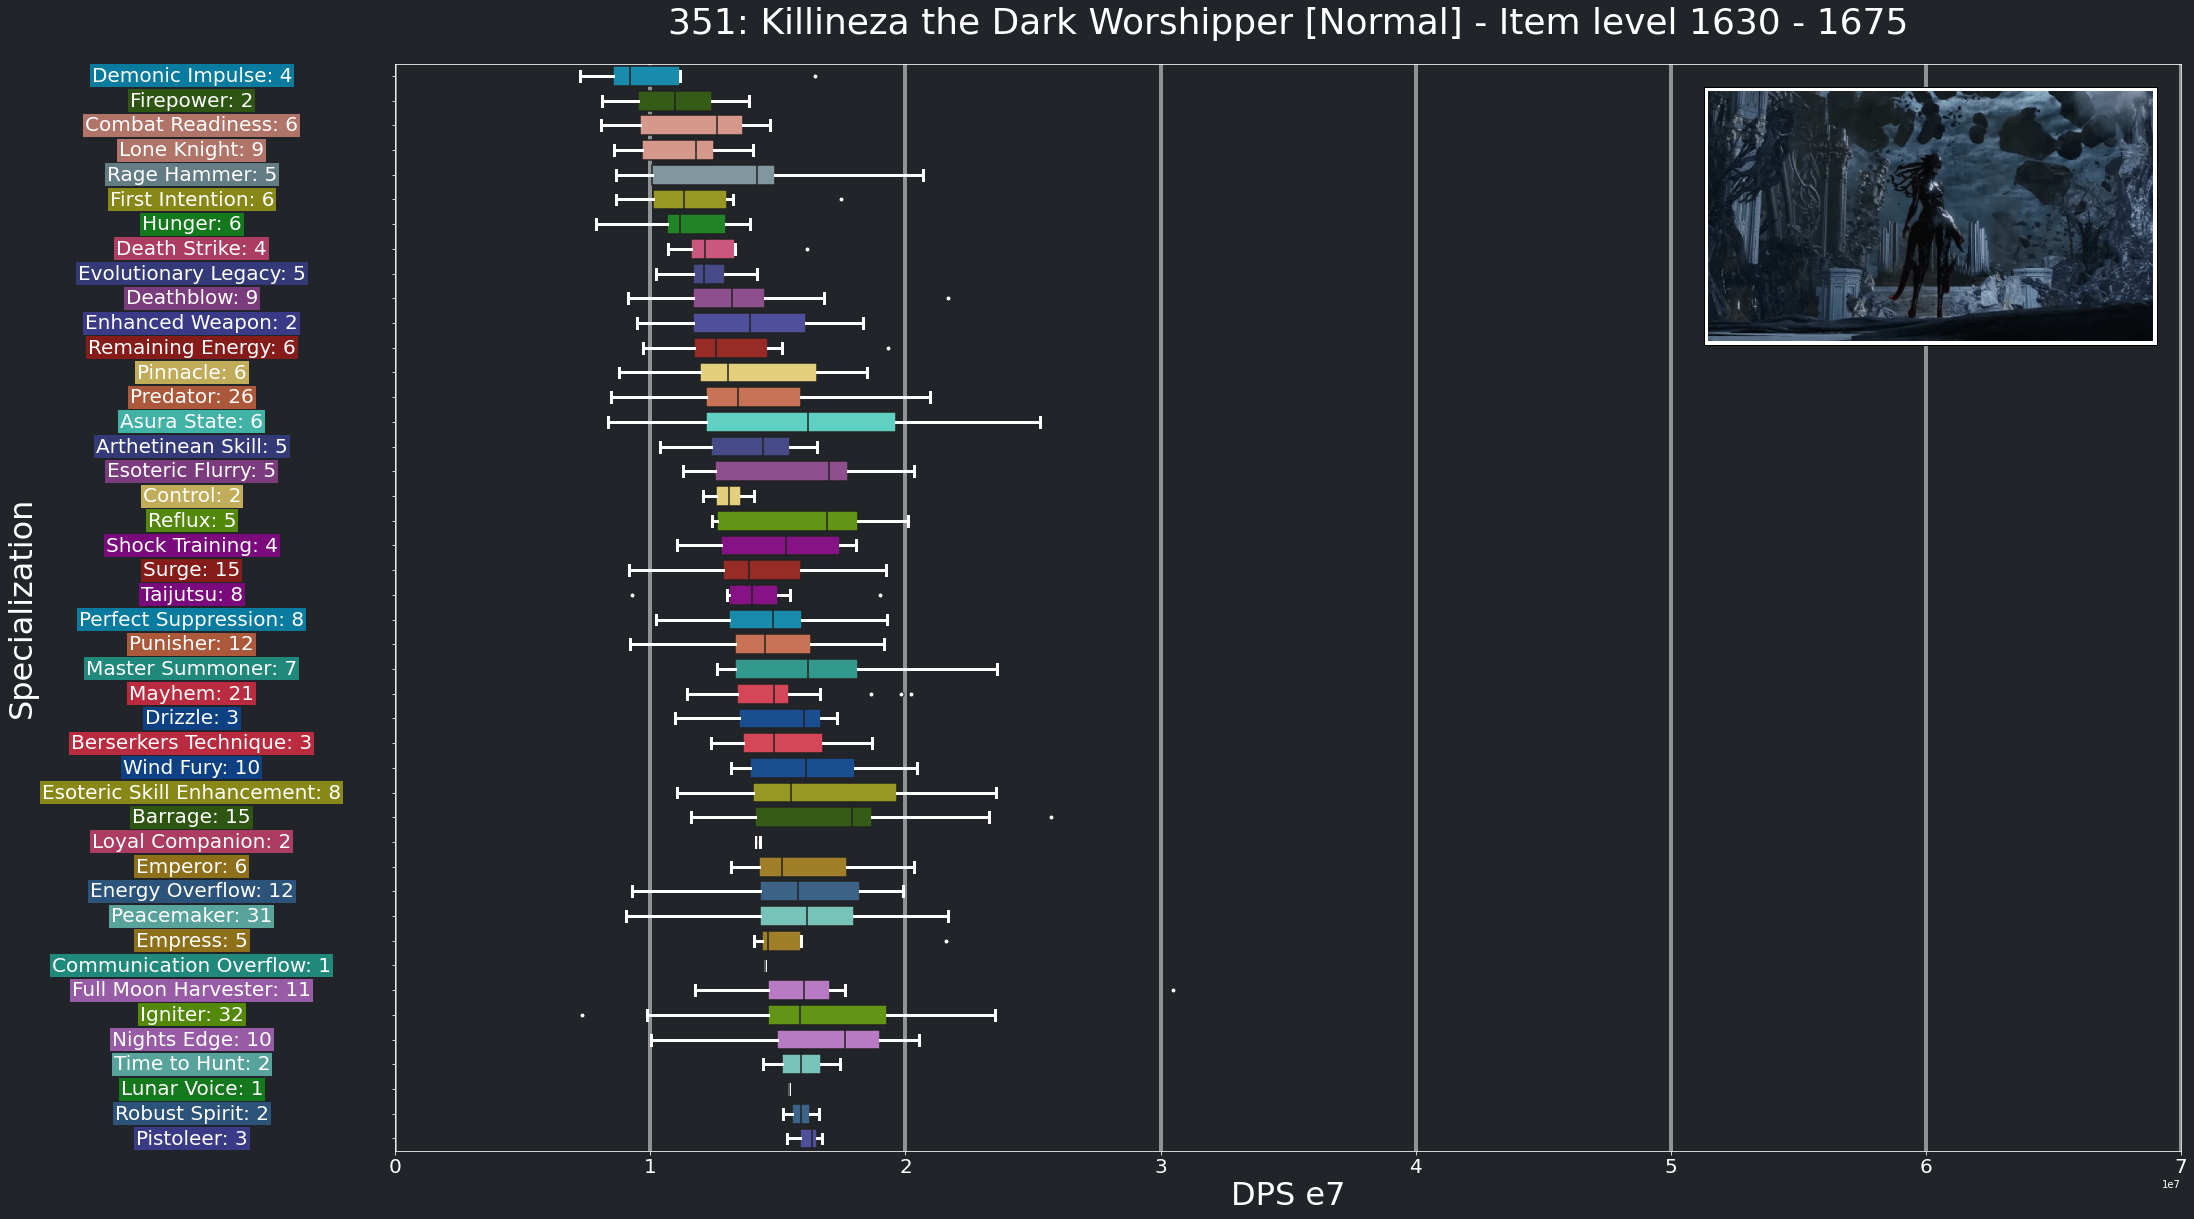 351: Killineza the Dark Worshipper [Normal] - Item level 1630 - 1675
Specialization
Demonic Impulse: 4
Firepower: 2
Combat Readiness: 6
Lone Knight: 9
Rage Hammer: 5
First Intention: 6
Hunger: 6
Death Strike: 4
Evolutionary Legacy: 5
Deathblow: 9
Enhanced Weapon: 2
Remaining Energy: 6
Pinnacle: 6
Predator: 26
Asura State: 6
Arthetinean Skill: 5
Esoteric Flurry: 5
Control: 2
Reflux: 5
Shock Training: 4
Surge: 15
Taijutsu: 8
Perfect Suppression: 8
Punisher: 12
Master Summoner: 7
Mayhem: 21
Drizzle: 3
Berserkers Technique: 3
Wind Fury: 10
Esoteric Skill Enhancement: 8
Barrage: 15
Loyal Companion: 2
Emperor: 6
Energy Overflow: 12
Peacemaker: 31
Empress: 5
Communication Overflow: 1
Full Moon Harvester: 11
Igniter: 32
Nights Edge: 10
Time to Hunt: 2
Lunar Voice: 1
Robust Spirit: 2
Pistoleer: 3
0 1 2 3 4 5 6 7
1e7
DPS e7